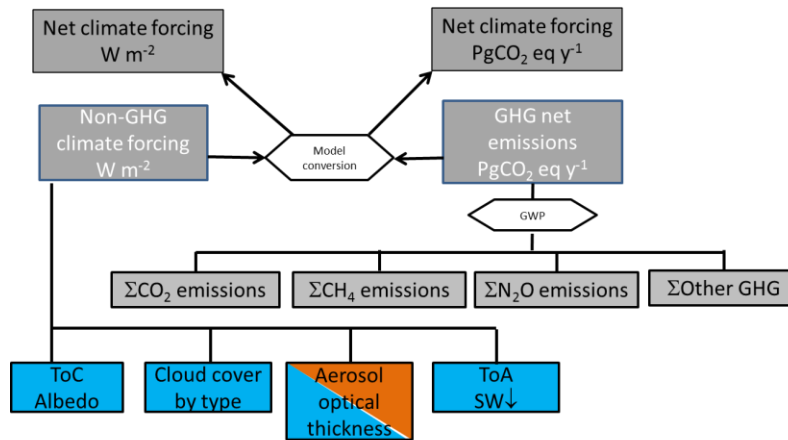 Net climate forcing
W m⁻²
Net climate forcing
PgCO₂ eq y⁻¹
Non-GHG
climate forcing
W m⁻²
Model
conversion
GHG net
emissions
PgCO₂ eq y⁻¹
GWP
ΣCO₂ emissions
ΣCH₄ emissions
ΣN₂O emissions
ΣOther GHG
ToC
Albedo
Cloud cover
by type
Aerosol
optical
thickness
ToA
SW↓